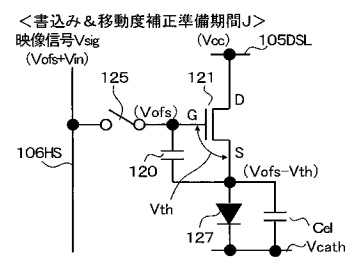 ＜書込み＆移動度補正準備期間J＞
映像信号Vsig
(Vofs+Vin)
(Vcc)
105DSL
125
121
(Vofs)
D
G
S
106HS
120
(Vofs-Vth)
Vth
127
Cel
Vcath